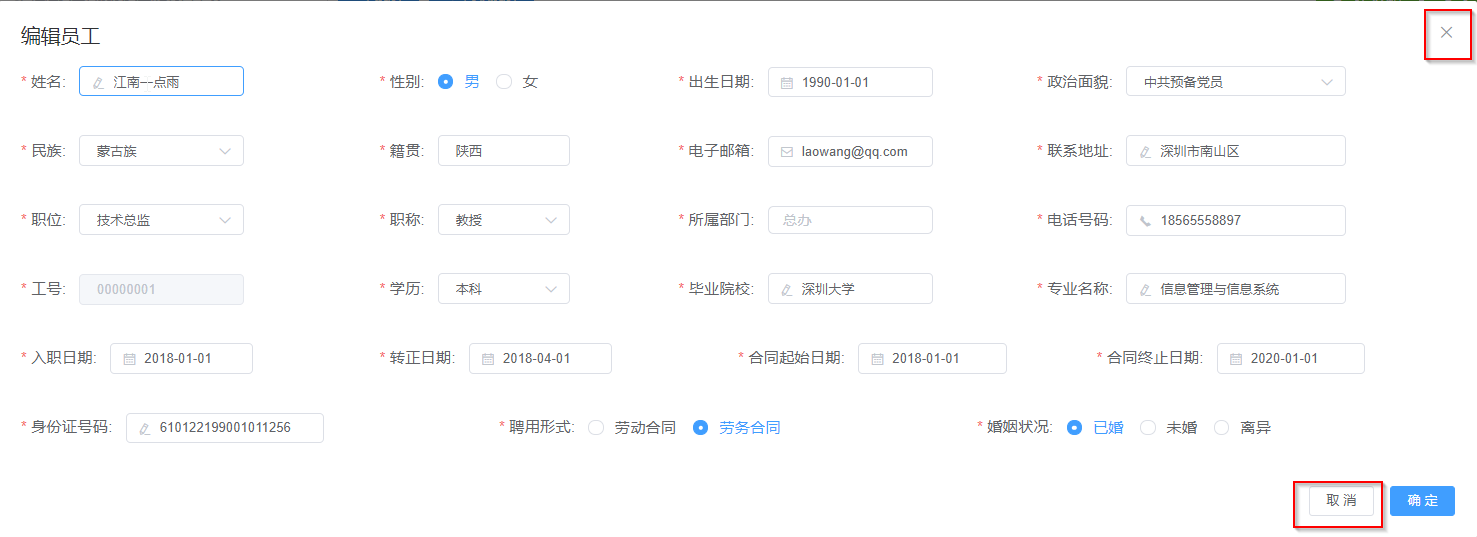 编辑员工
* 姓名: 江南一点雨 * 性别: 男 女 * 出生日期: 1990-01-01 * 政治面貌: 中共预备党员
* 民族: 蒙古族 * 籍贯: 陕西 * 电子邮箱: laowang@qq.com * 联系地址: 深圳市南山区
* 职位: 技术总监 * 职称: 教授 * 所属部门: 总办 * 电话号码: 18565558897
* 工号: 00000001 * 学历: 本科 * 毕业院校: 深圳大学 * 专业名称: 信息管理与信息系统
* 入职日期: 2018-01-01 * 转正日期: 2018-04-01 * 合同起始日期: 2018-01-01 * 合同终止日期: 2020-01-01
* 身份证号码: 610122199001011256 * 聘用形式: 劳动合同 劳务合同 * 婚姻状况: 已婚 未婚 离异
取 消 确 定